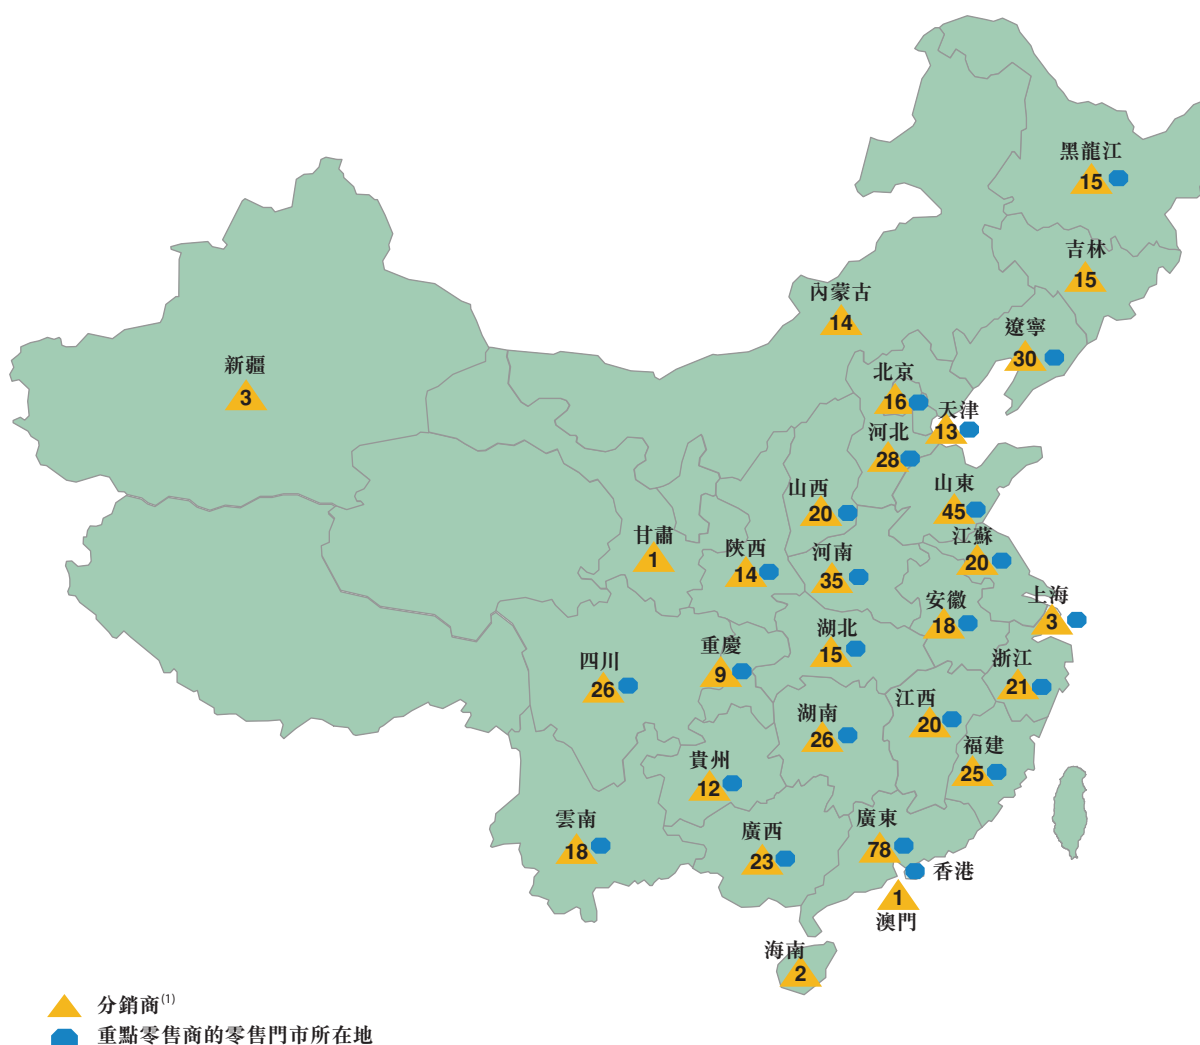 黑龍江
15
吉林
15
內蒙古
14
遼寧
30
新疆
3
北京
16
天津
13
河北
28
山西
20
山東
45
甘肅
1
陝西
14
河南
35
江蘇
20
安徽
18
上海
3
湖北
15
重慶
9
四川
26
浙江
21
江西
20
湖南
26
福建
25
貴州
12
雲南
18
廣西
23
廣東
78
香港
1
澳門
海南
2
分銷商(1)
重點零售商的零售門市所在地